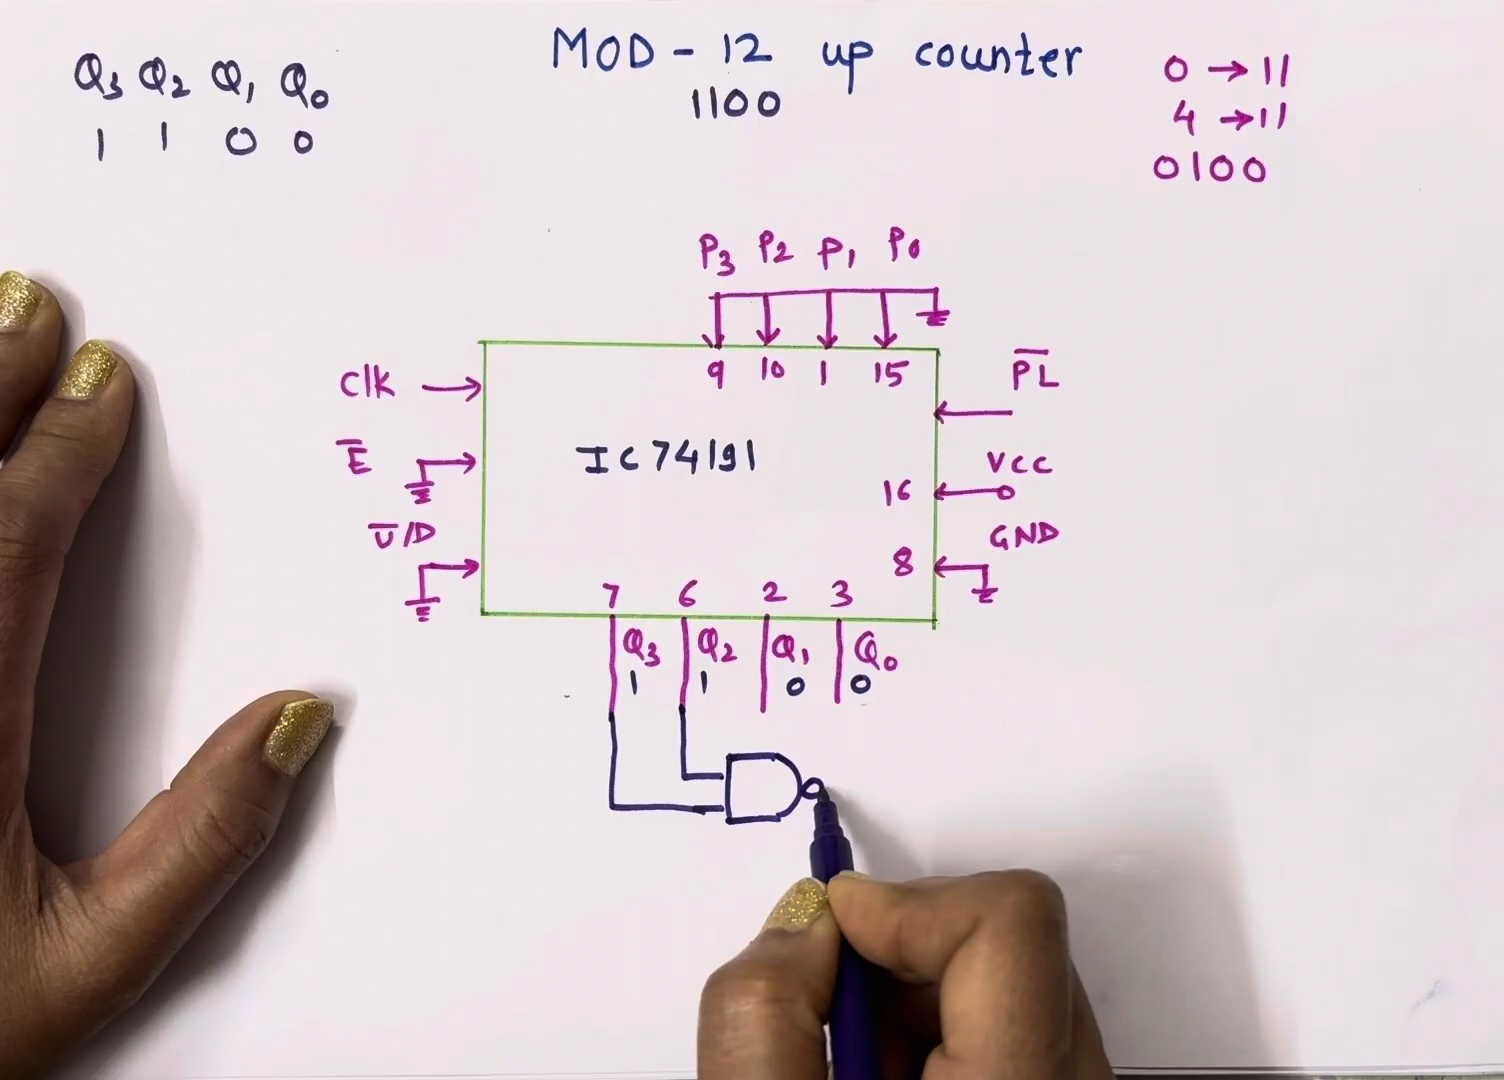 MOD - 12 up counter
1100
Q3 Q2 Q1 Q0
1 1 0 0
0 → 11
4 → 11
0100
P3 P2 P1 P0
9 10 1 15
Clk
P̅L̅
E̅
IC 74191
VCC
16
U̅/D
GND
8
7 6 2 3
Q3 Q2 Q1 Q0
1 1 0 0